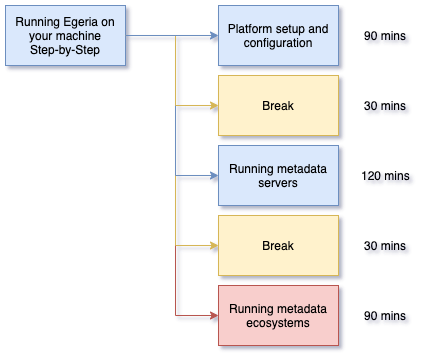 Running Egeria on
your machine
Step-by-Step
Platform setup and
configuration
90 mins
Break
30 mins
Running metadata
servers
120 mins
Break
30 mins
Running metadata
ecosystems
90 mins